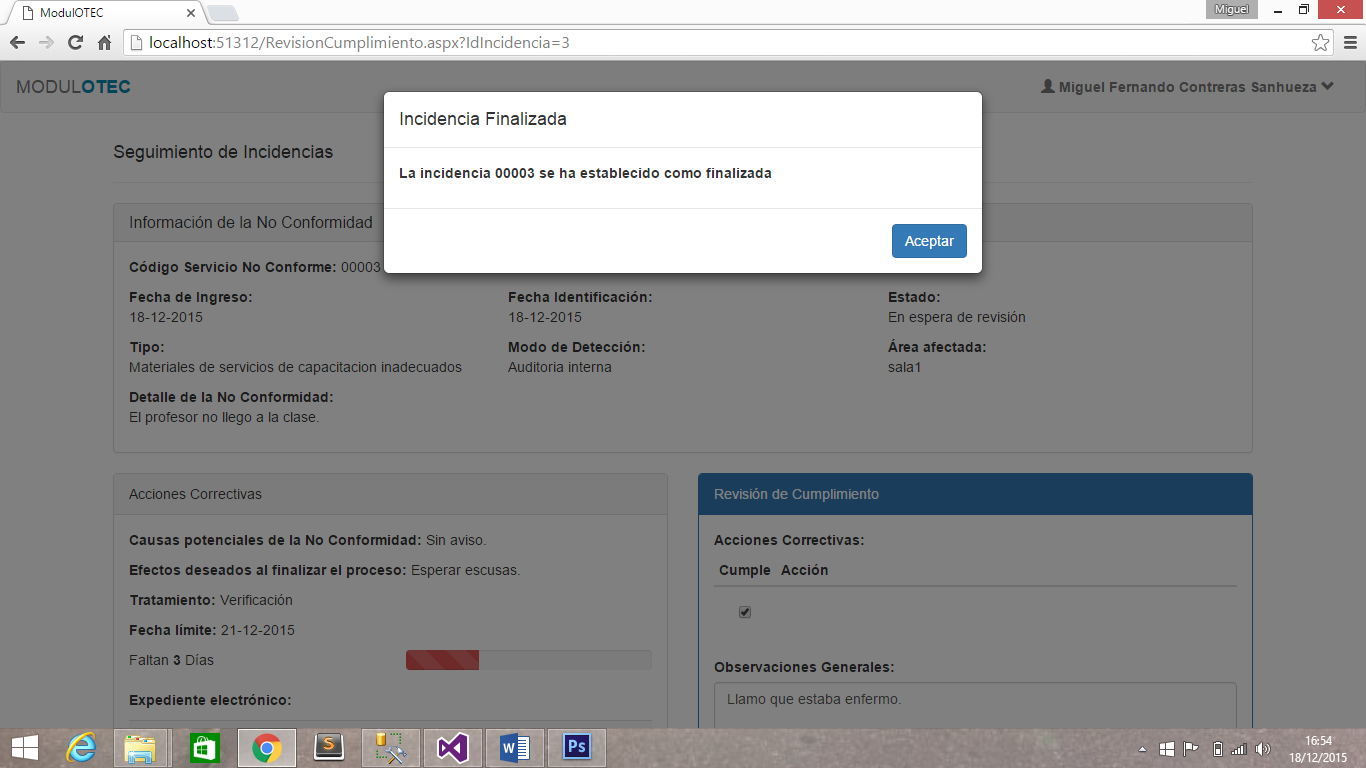 ModulOTEC
Miguel
localhost:51312/RevisionCumplimiento.aspx?IdIncidencia=3
MODULOTEC
Miguel Fernando Contreras Sanhueza
Incidencia Finalizada
La incidencia 00003 se ha establecido como finalizada
Aceptar
Seguimiento de Incidencias
Información de la No Conformidad
Código Servicio No Conforme: 00003
Fecha de Ingreso: Fecha Identificación: Estado:
18-12-2015 18-12-2015 En espera de revisión
Tipo: Modo de Detección: Área afectada:
Materiales de servicios de capacitacion inadecuados Auditoria interna sala1
Detalle de la No Conformidad:
El profesor no llego a la clase.
Acciones Correctivas
Causas potenciales de la No Conformidad: Sin aviso.
Efectos deseados al finalizar el proceso: Esperar escusas.
Tratamiento: Verificación
Fecha límite: 21-12-2015
Faltan 3 Días
Expediente electrónico:
Revisión de Cumplimiento
Acciones Correctivas:
Cumple Acción
Observaciones Generales:
Llamo que estaba enfermo.
S
W
Ps
16:54
18/12/2015